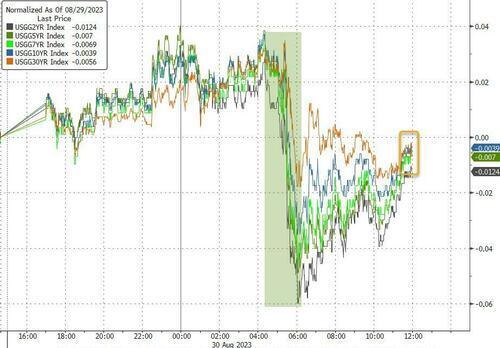 Normalized As Of 08/29/2023
Last Price
USGG2YR Index -0.0124
USGG5YR Index -0.007
USGG7YR Index -0.0069
USGG10YR Index -0.0039
USGG30YR Index -0.0056
0.04
0.02
0.00
-0.0039
-0.007
-0.0124
-0.02
-0.04
-0.06
16:00 18:00 20:00 22:00 00:00 02:00 04:00 06:00 08:00 10:00 12:00
30 Aug 2023